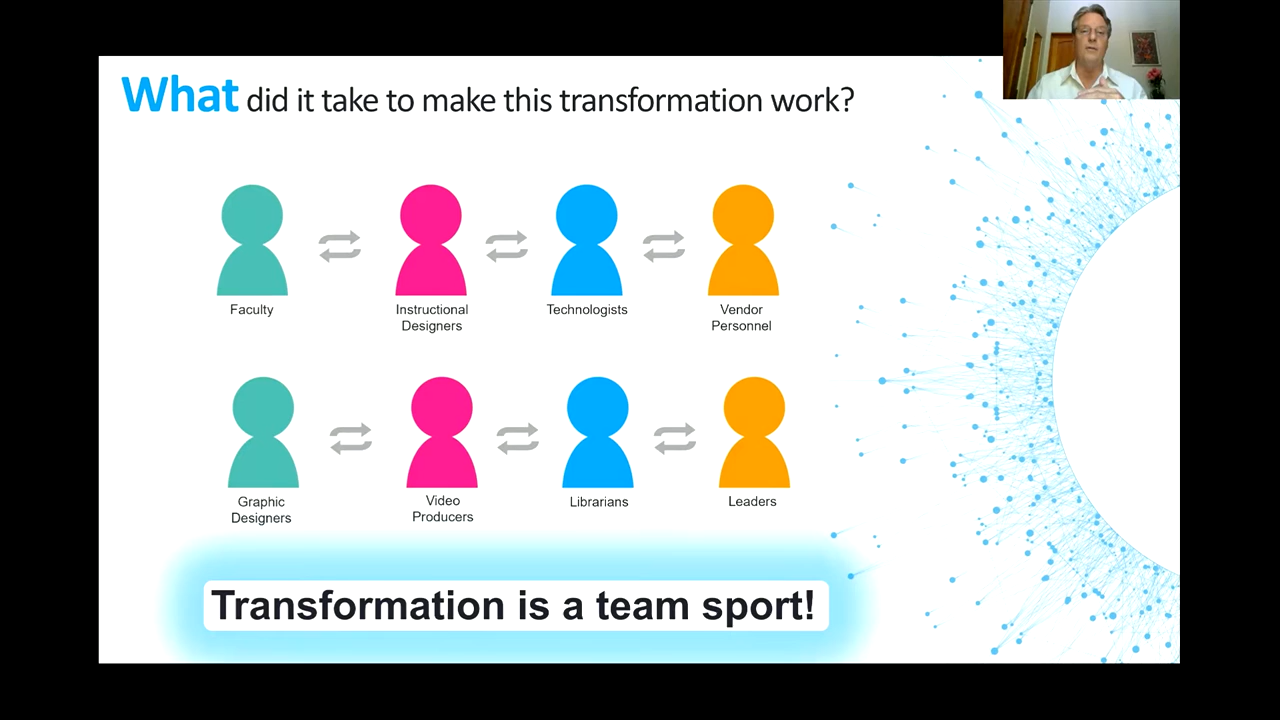 What did it take to make this transformation work?
Faculty
Instructional
Designers
Technologists
Vendor
Personnel
Graphic
Designers
Video
Producers
Librarians
Leaders
Transformation is a team sport!